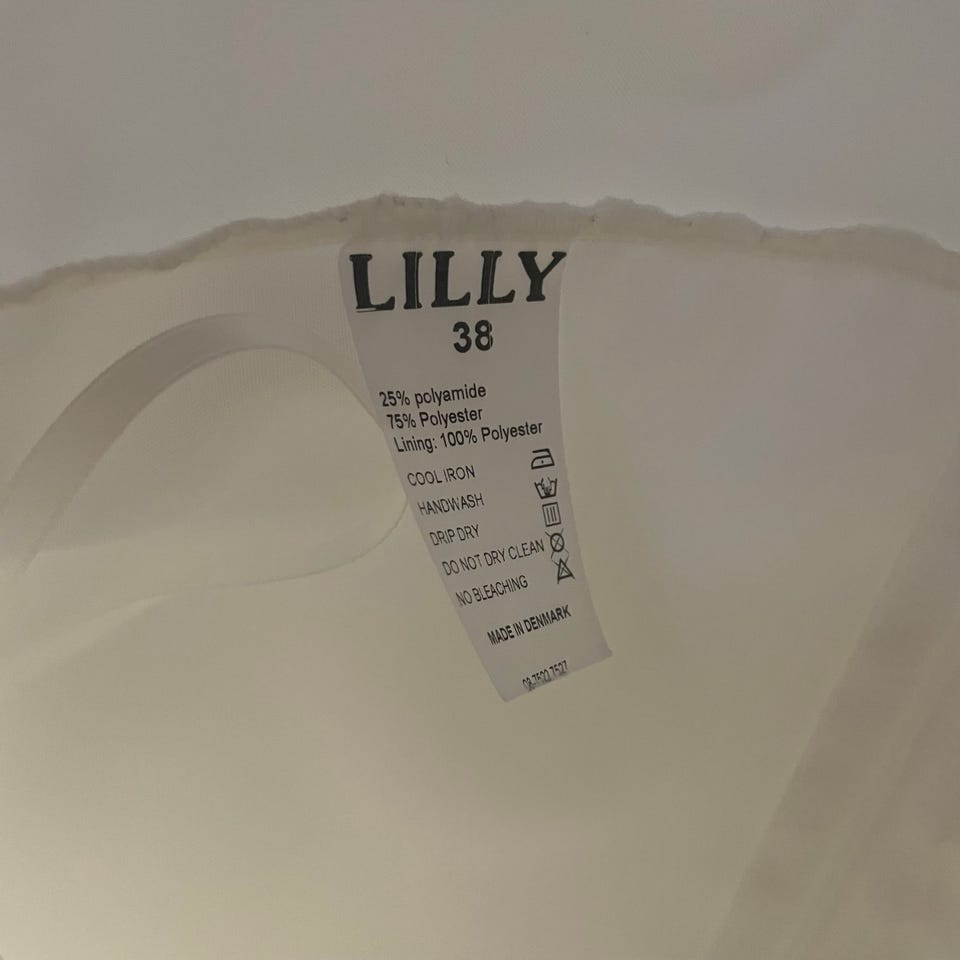 LILLY
38
25% polyamide
75% Polyester
Lining: 100% Polyester
COOL IRON
HANDWASH
DRIP DRY
DO NOT DRY CLEAN
NO BLEACHING
MADE IN DENMARK